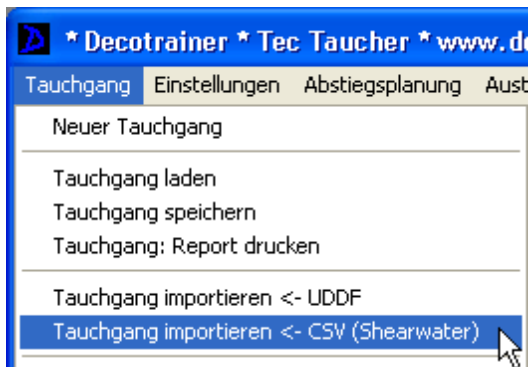 * Decotrainer * Tec Taucher * www.d
Tauchgang Einstellungen Abstiegsplanung Aust
Neuer Tauchgang
Tauchgang laden
Tauchgang speichern
Tauchgang: Report drucken
Tauchgang importieren <- UDDF
Tauchgang importieren <- CSV (Shearwater)